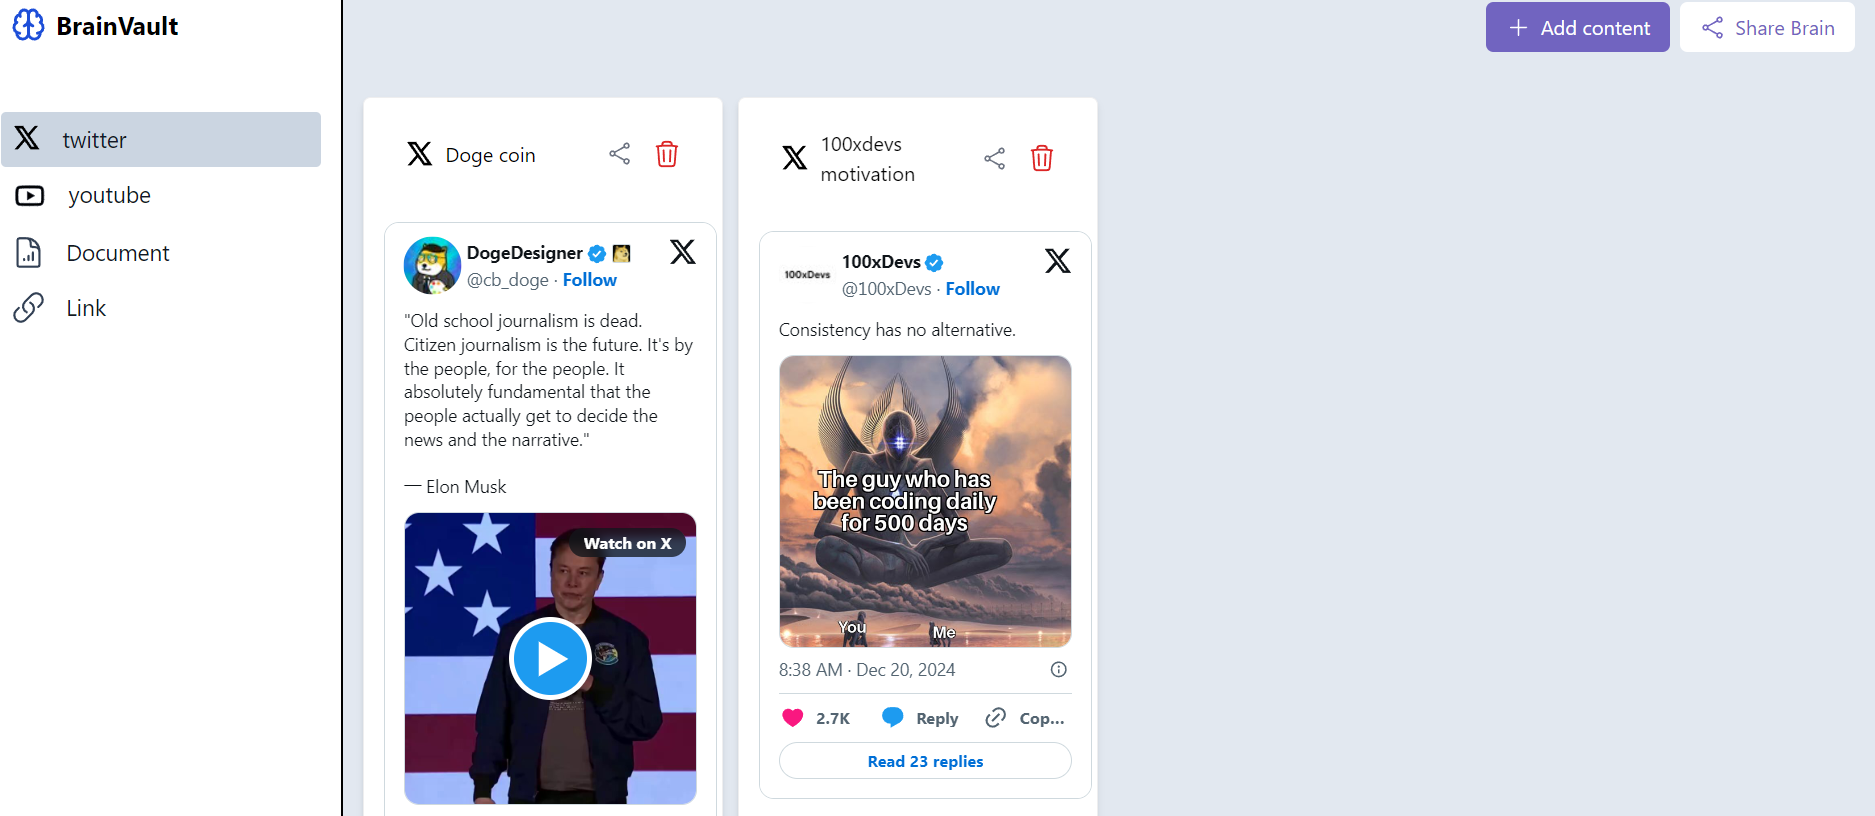 BrainVault
Add content
Share Brain
twitter
youtube
Document
Link
Doge coin
DogeDesigner
@cb_doge · Follow
"Old school journalism is dead.
Citizen journalism is the future. It's by
the people, for the people. It
absolutely fundamental that the
people actually get to decide the
news and the narrative."
— Elon Musk
Watch on X
100xdevs
motivation
100xDevs
100xDevs
@100xDevs · Follow
Consistency has no alternative.
The guy who has
been coding daily
for 500 days
You
Me
8:38 AM · Dec 20, 2024
2.7K
Reply
Cop...
Read 23 replies